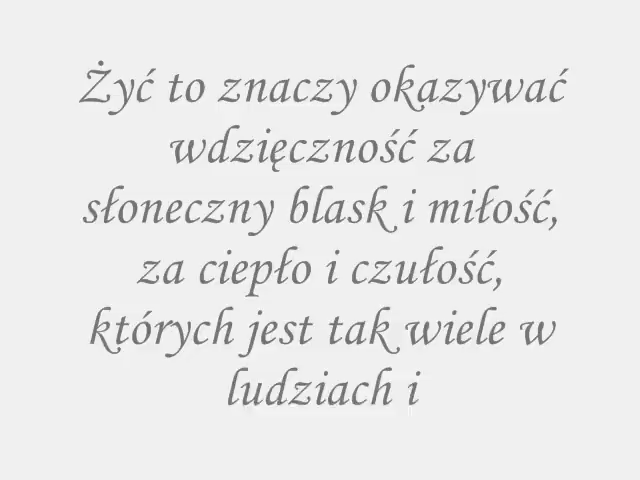 Żyć to znaczy okazywać
wdzięczność za
słoneczny blask i miłość,
za ciepło i czułość,
których jest tak wiele w
ludziach i